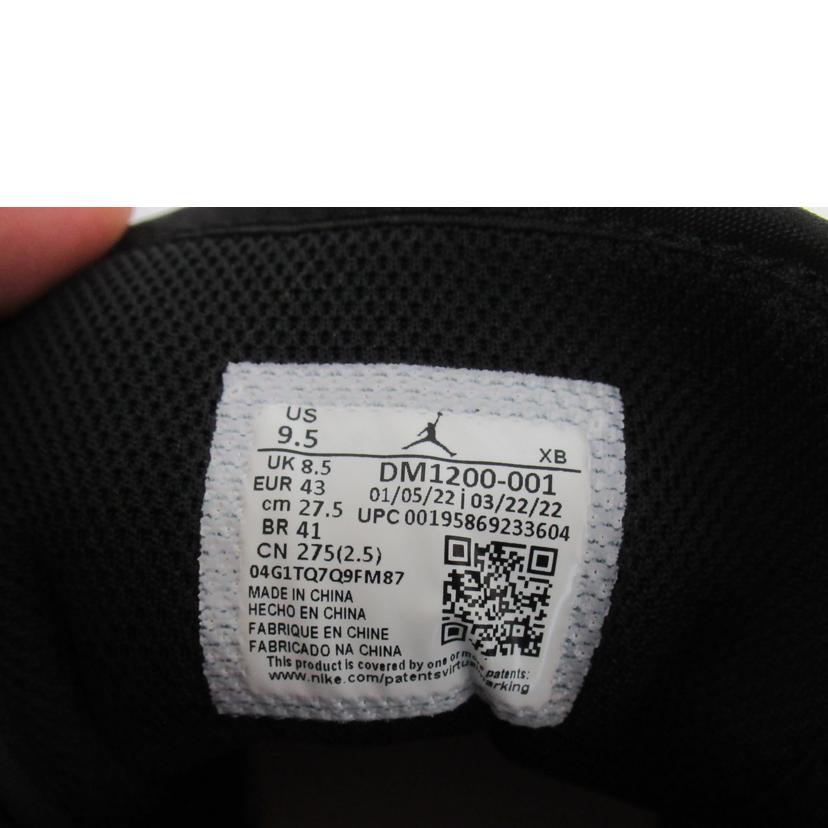 US
9.5
XB
UK 8.5
DM1200-001
EUR 43
01/05/22 | 03/22/22
cm 27.5
UPC 00195869233604
BR 41
CN 275(2.5)
04G1TQ7Q9FM87
MADE IN CHINA
HECHO EN CHINA
FABRIQUE EN CHINE
FABRICADO NA CHINA
This product is covered by one or patents:
www.nike.com/patentsvirtu arking